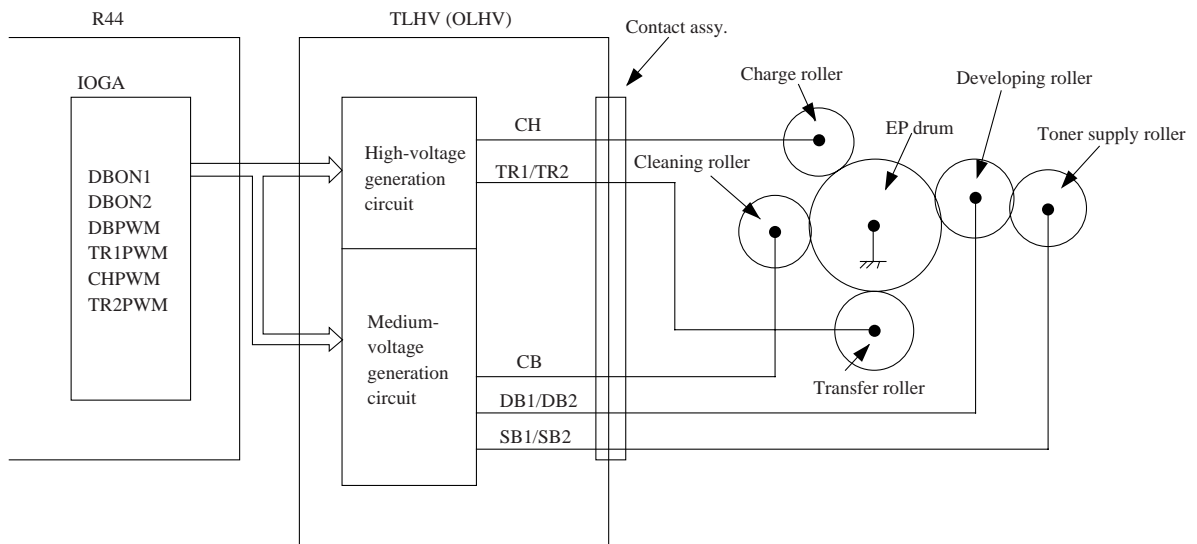 R44
TLHV (OLHV)
Contact assy.
IOGA
DBON1
DBON2
DBPWM
TR1PWM
CHPWM
TR2PWM
High-voltage
generation
circuit
Medium-
voltage
generation
circuit
CH
TR1/TR2
CB
DB1/DB2
SB1/SB2
Charge roller
Developing roller
EP drum
Toner supply roller
Cleaning roller
Transfer roller